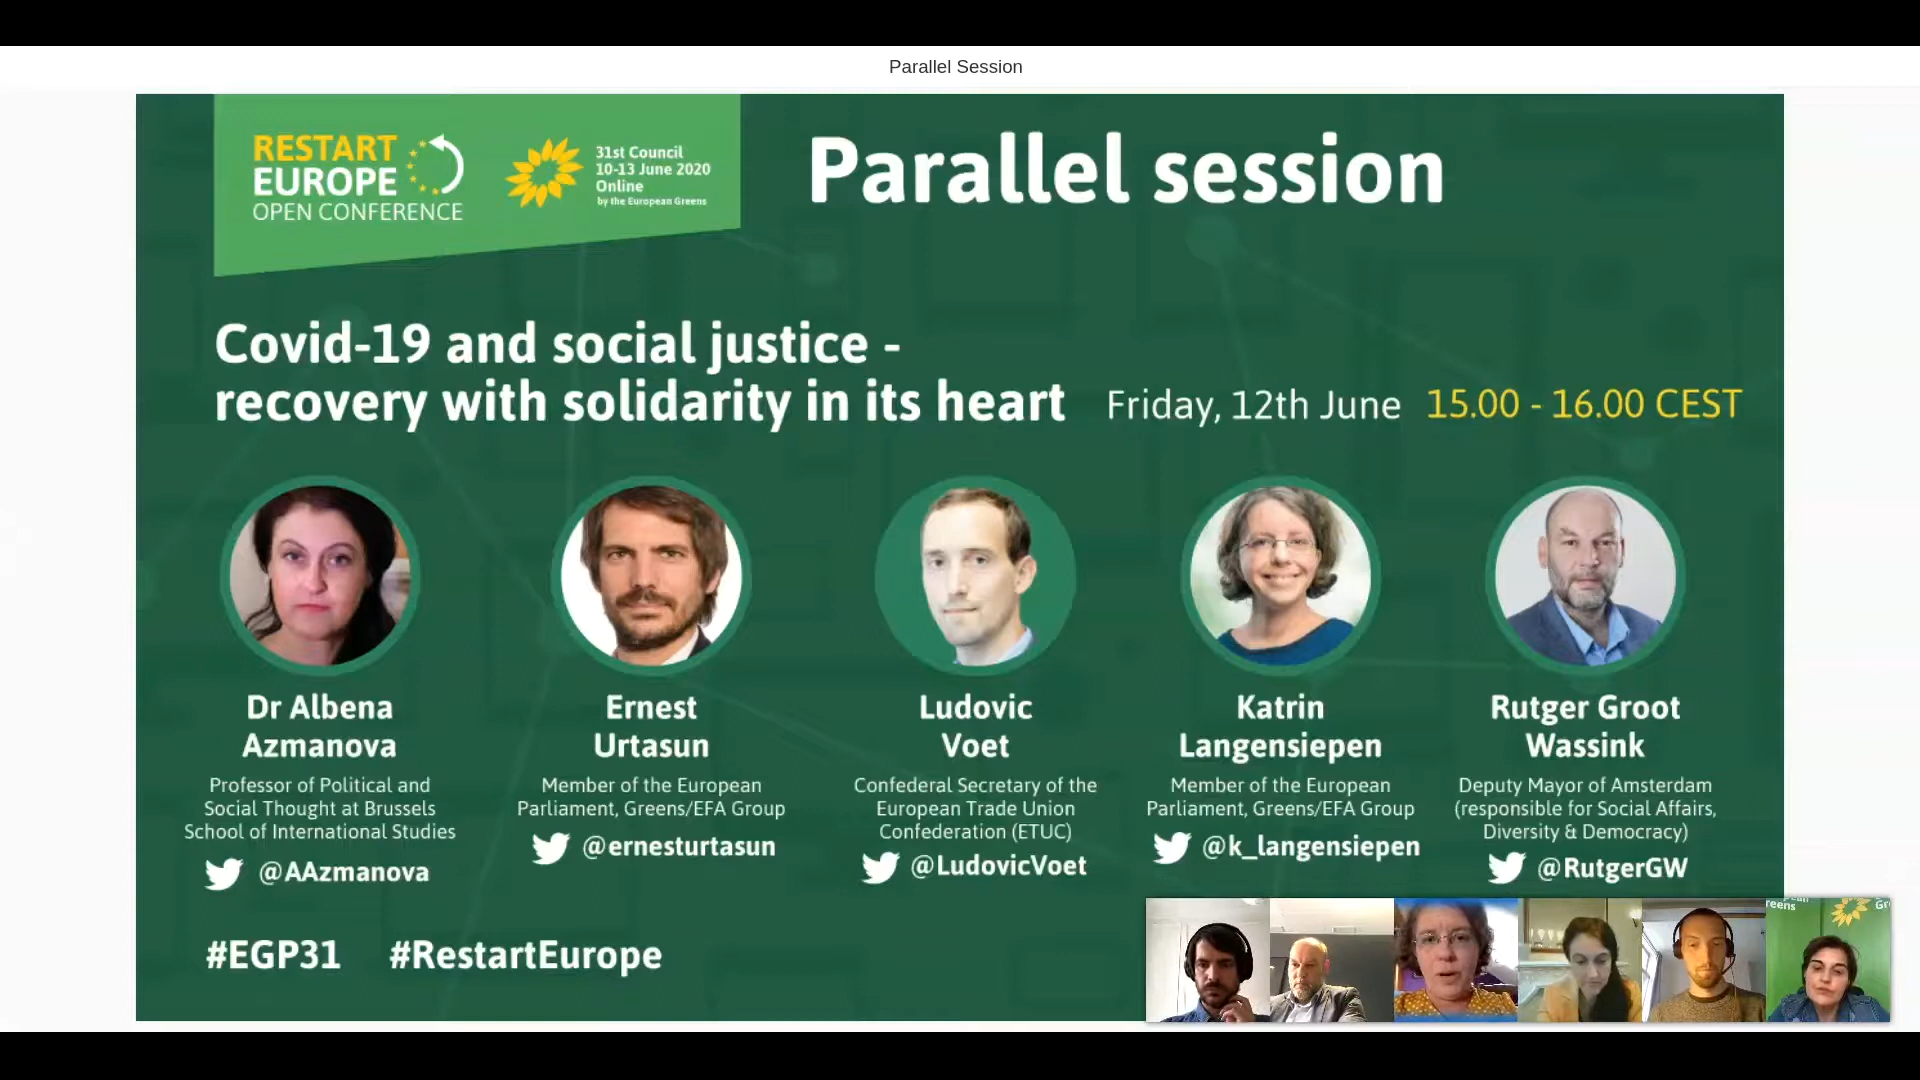 Parallel Session
RESTART
EUROPE
OPEN CONFERENCE
31st Council
10-13 June 2020
Online
by the European Greens
Parallel session
Covid-19 and social justice -
recovery with solidarity in its heart
Friday, 12th June 15.00 - 16.00 CEST
Dr Albena
Azmanova
Professor of Political and
Social Thought at Brussels
School of International Studies
@AAzmanova
Ernest
Urtasun
Member of the European
Parliament, Greens/EFA Group
@ernesturtasun
Ludovic
Voet
Confederal Secretary of the
European Trade Union
Confederation (ETUC)
@LudovicVoet
Katrin
Langensiepen
Member of the European
Parliament, Greens/EFA Group
@k_langensiepen
Rutger Groot
Wassink
Deputy Mayor of Amsterdam
(responsible for Social Affairs,
Diversity & Democracy)
@RutgerGW
#EGP31 #RestartEurope